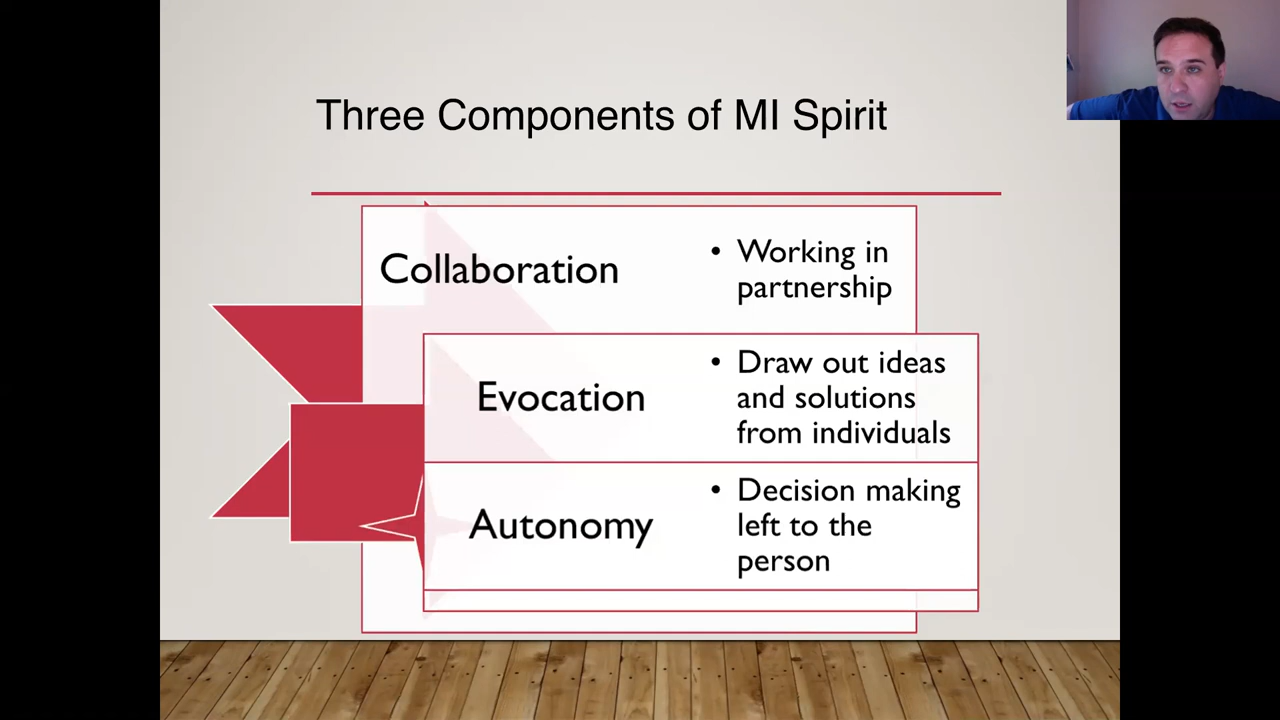 Three Components of MI Spirit
Collaboration
• Working in
partnership
Evocation
• Draw out ideas
and solutions
from individuals
Autonomy
• Decision making
left to the
person